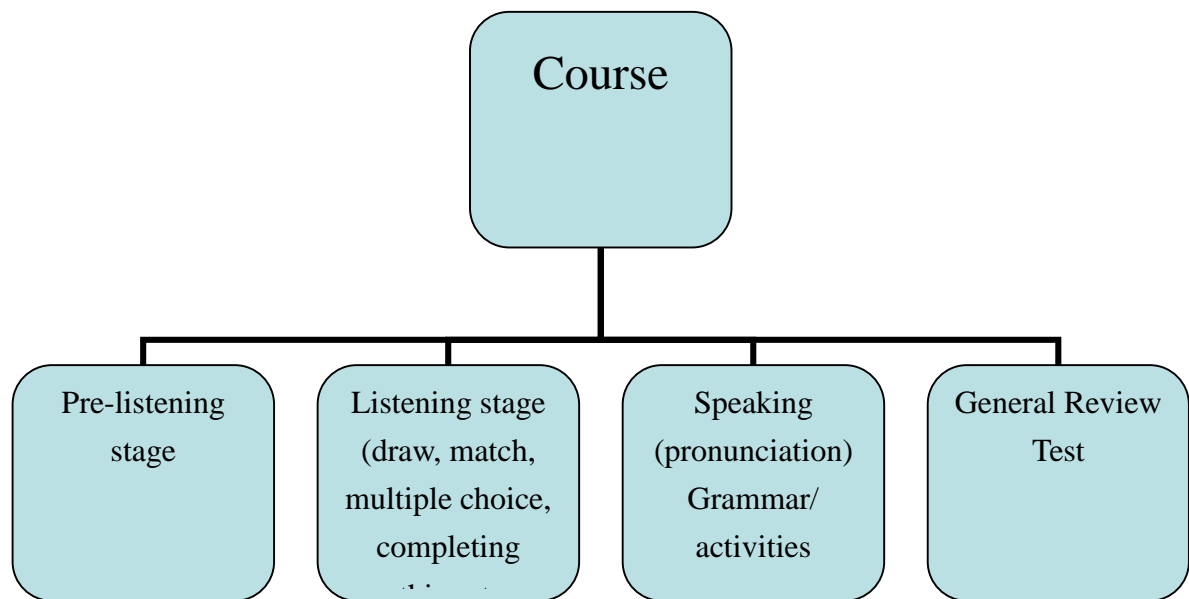 Course
Pre-listening
stage
Listening stage
(draw, match,
multiple choice,
completing
Speaking
(pronunciation)
Grammar/
activities
General Review
Test